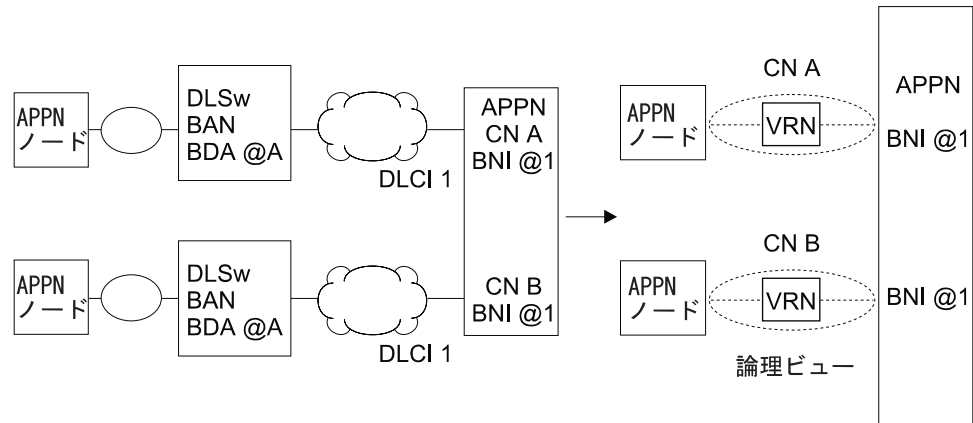 APPN
ノード
DLSw
BAN
BDA @A
DLCI 1
APPN
CN A
BNI @1
APPN
ノード
DLSw
BAN
BDA @A
DLCI 1
CN B
BNI @1
CN A
APPN
ノード
VRN
APPN
BNI @1
CN B
APPN
ノード
VRN
BNI @1
論理ビュー